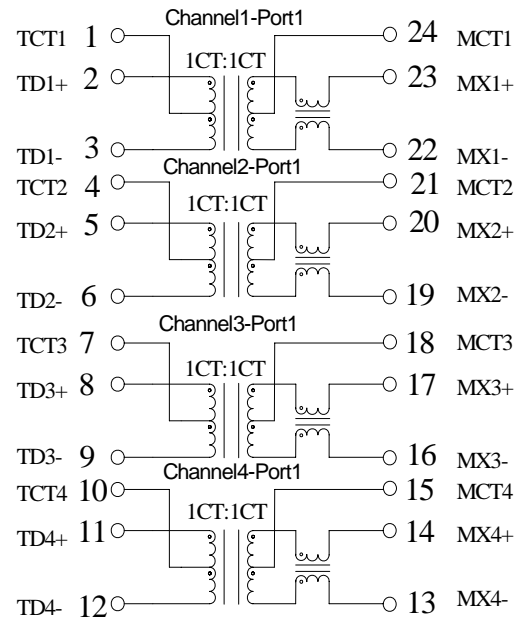 Channel1-Port1
TCT1 1 24 MCT1
1CT:1CT
TD1+ 2 23 MX1+
TD1- 3 22 MX1-
Channel2-Port1
TCT2 4 21 MCT2
1CT:1CT
TD2+ 5 20 MX2+
TD2- 6 19 MX2-
Channel3-Port1
TCT3 7 18 MCT3
1CT:1CT
TD3+ 8 17 MX3+
TD3- 9 16 MX3-
Channel4-Port1
TCT4 10 15 MCT4
1CT:1CT
TD4+ 11 14 MX4+
TD4- 12 13 MX4-